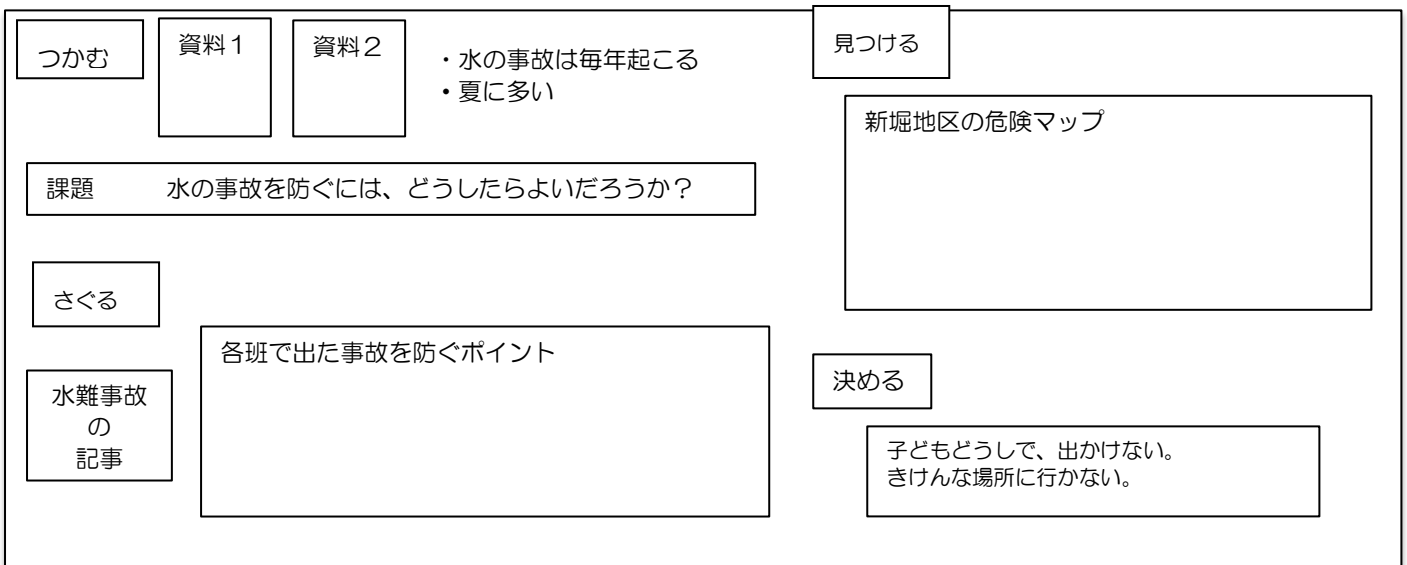 つかむ
資料１
資料２
・水の事故は毎年起こる
・夏に多い
課題　　　水の事故を防ぐには、どうしたらよいだろうか？
さぐる
水難事故
の
記事
各班で出た事故を防ぐポイント
見つける
新堀地区の危険マップ
決める
子どもどうしで、出かけない。
きけんな場所に行かない。